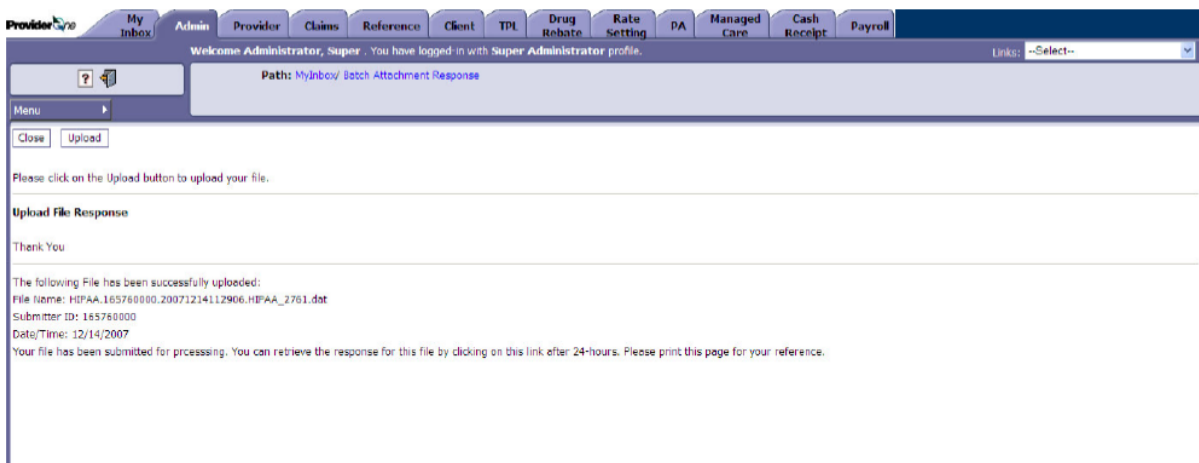 ProviderOne
My Inbox
Admin
Provider
Claims
Reference
Client
TPL
Drug Rebate
Rate Setting
PA
Managed Care
Cash Receipt
Payroll
Welcome Administrator, Super . You have logged-in with Super Administrator profile.
Links: --Select--
?
Path: MyInbox/ Batch Attachment Response
Menu
Close Upload
Please click on the Upload button to upload your file.
Upload File Response
Thank You
The following File has been successfully uploaded:
File Name: HIPAA.165760000.20071214112906.HIPAA_2761.dat
Submitter ID: 165760000
Date/Time: 12/14/2007
Your file has been submitted for prcesssing. You can retrieve the response for this file by clicking on this link after 24-hours. Please print this page for your reference.